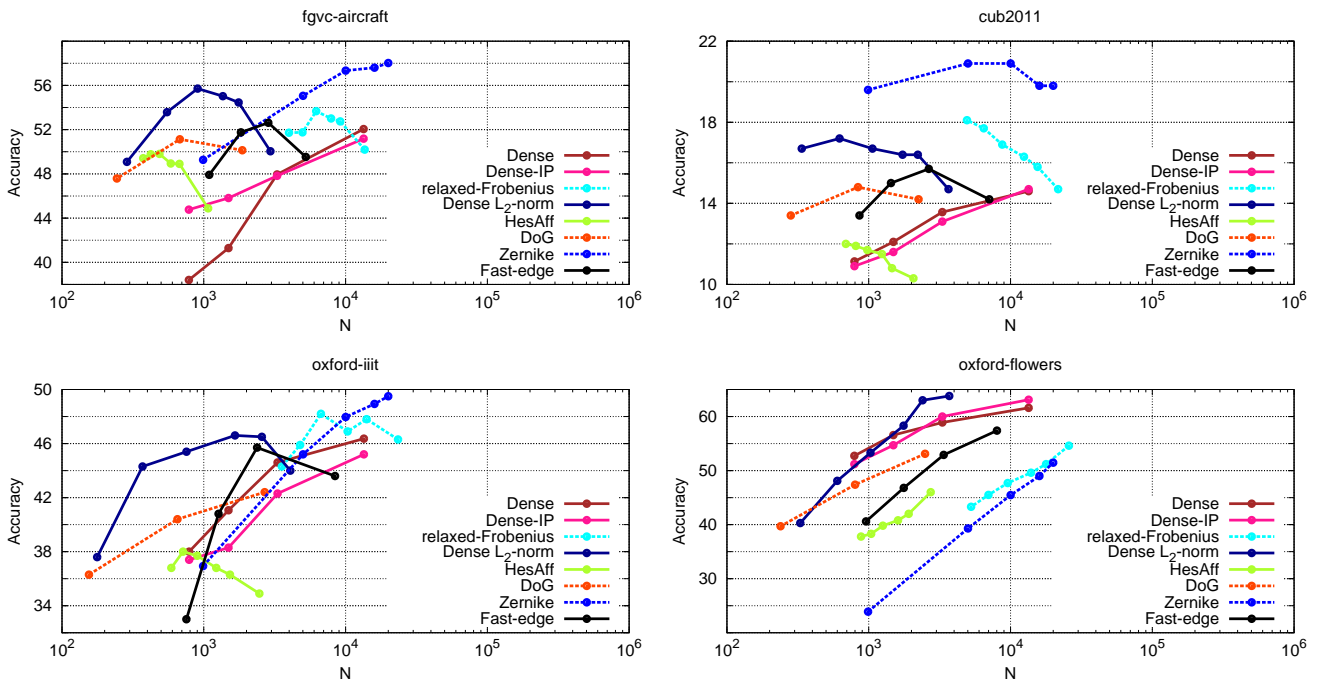 fgvc-aircraft
Accuracy
56
52
48
44
40
10^2 10^3 10^4 10^5 10^6
N
Dense
Dense-IP
relaxed-Frobenius
Dense L_2-norm
HesAff
DoG
Zernike
Fast-edge
cub2011
Accuracy
22
18
14
10
10^2 10^3 10^4 10^5 10^6
N
Dense
Dense-IP
relaxed-Frobenius
Dense L_2-norm
HesAff
DoG
Zernike
Fast-edge
oxford-iiit
Accuracy
50
46
42
38
34
10^2 10^3 10^4 10^5 10^6
N
Dense
Dense-IP
relaxed-Frobenius
Dense L_2-norm
HesAff
DoG
Zernike
Fast-edge
oxford-flowers
Accuracy
60
50
40
30
10^2 10^3 10^4 10^5 10^6
N
Dense
Dense-IP
relaxed-Frobenius
Dense L_2-norm
HesAff
DoG
Zernike
Fast-edge